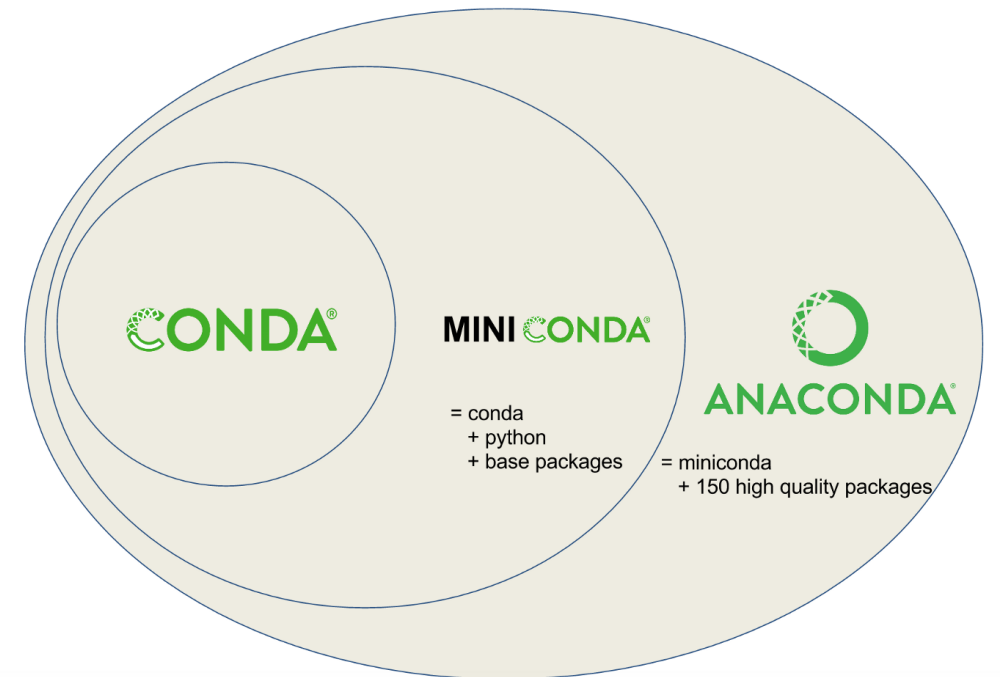 CONDA®
MINI CONDA®
= conda
+ python
+ base packages
ANACONDA®
= miniconda
+ 150 high quality packages